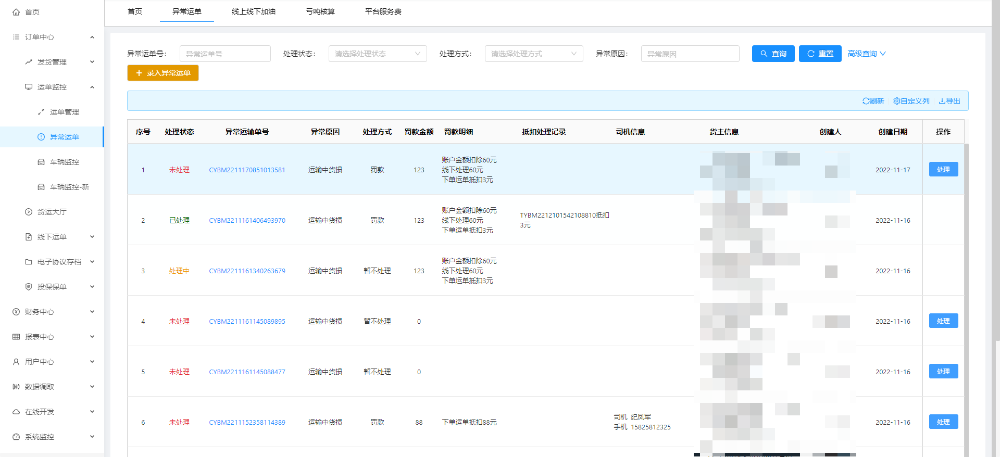 首页
订单中心
发货管理
运单监控
运单管理
异常运单
车辆监控
车辆监控-新
货运大厅
线下运单
电子协议存档
投保保单
财务中心
报表中心
用户中心
数据调取
在线开发
系统监控
首页 异常运单 线上线下加油 亏吨核算 平台服务费
异常运单号: 异常运单号 处理状态: 请选择处理状态 处理方式: 请选择处理方式 异常原因: 异常原因 查询 重置 高级查询
录入异常运单
刷新 自定义列 导出
序号 处理状态 异常运输单号 异常原因 处理方式 罚款金额 罚款明细 抵扣处理记录 司机信息 货主信息 创建人 创建日期 操作
账户金额扣除60元
1 未处理 CYBM2211170851013581 运输中货损 罚款 123 线下处理60元 2022-11-17 处理
下单运单抵扣3元
账户金额扣除60元
2 已处理 CYBM2211161406493970 运输中货损 罚款 123 线下处理60元 TYBM2212101542108810抵扣 2022-11-16
3元
下单运单抵扣3元
账户金额扣除60元
3 处理中 CYBM2211161340263679 运输中货损 暂不处理 123 线下处理60元 2022-11-16
下单运单抵扣3元
4 未处理 CYBM2211161145089895 运输中货损 暂不处理 0 2022-11-16 处理
5 未处理 CYBM2211161145088477 运输中货损 暂不处理 0 2022-11-16 处理
6 未处理 CYBM2211152358114389 运输中货损 罚款 88 下单运单抵扣88元 司机 纪凤军 2022-11-16 处理
手机 15825812325